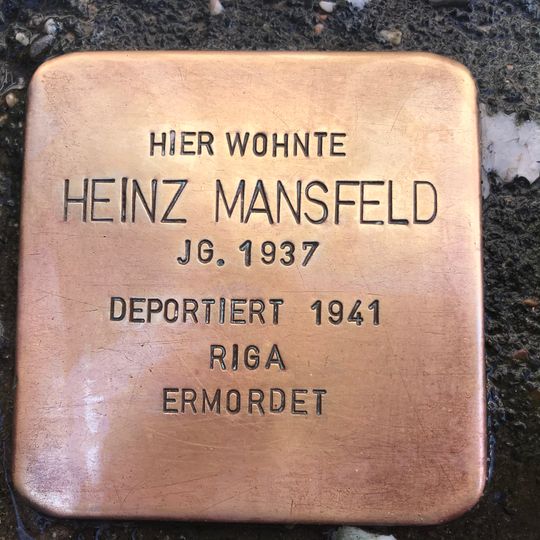 HIER WOHNTE
HEINZ MANSFELD
JG. 1937
DEPORTIERT 1941
RIGA
ERMORDET